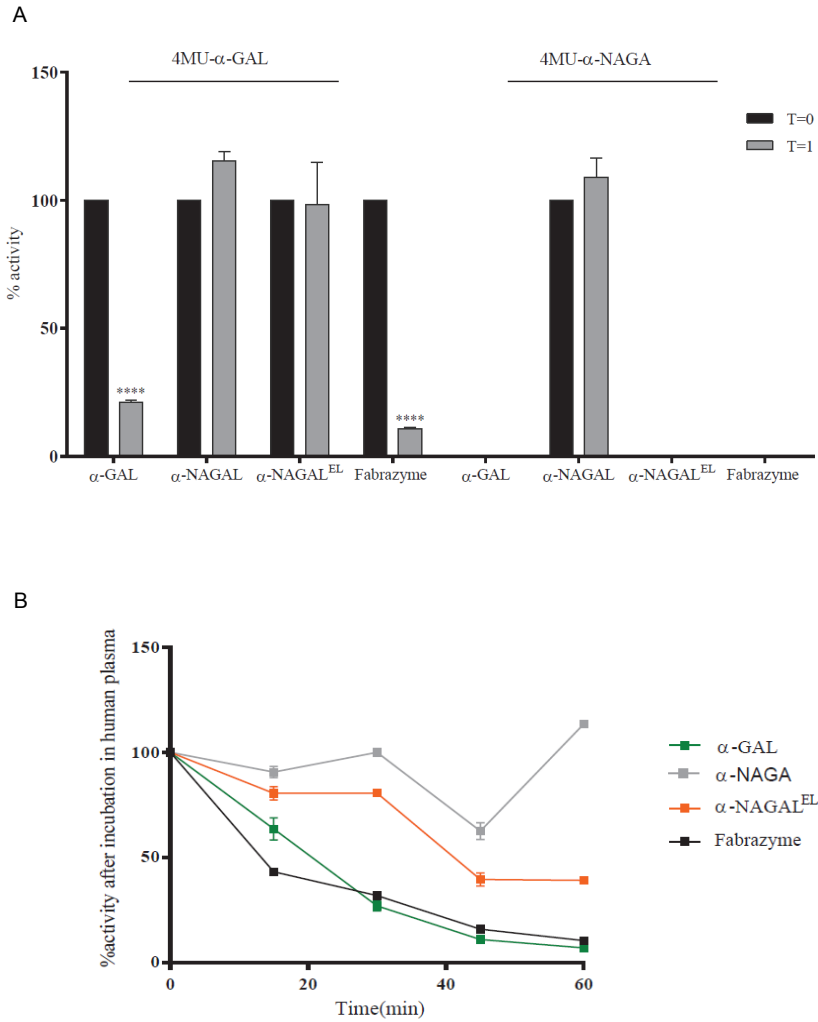 A
4MU-α-GAL 4MU-α-NAGA
150
100
50
0
% activity
T=0
T=1
****
****
α-GAL α-NAGAL α-NAGAL^EL Fabrazyme α-GAL α-NAGAL α-NAGAL^EL Fabrazyme
B
150
100
50
0
%activity after incubation in human plasma
0 20 40 60
Time(min)
α-GAL
α-NAGA
α-NAGAL^EL
Fabrazyme